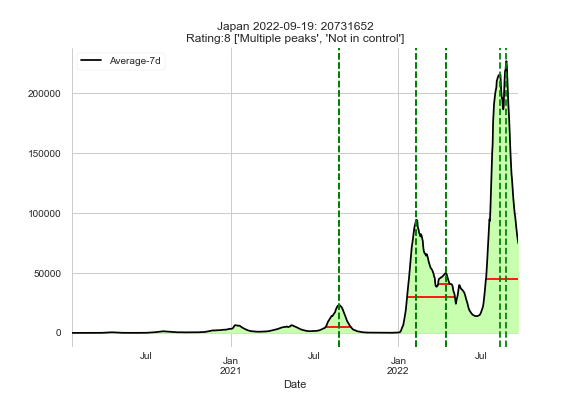 Japan 2022-09-19: 20731652
Rating:8 ['Multiple peaks', 'Not in control']
Average-7d
200000
150000
100000
50000
0
Jul
Jan
2021
Jul
Jan
2022
Jul
Date